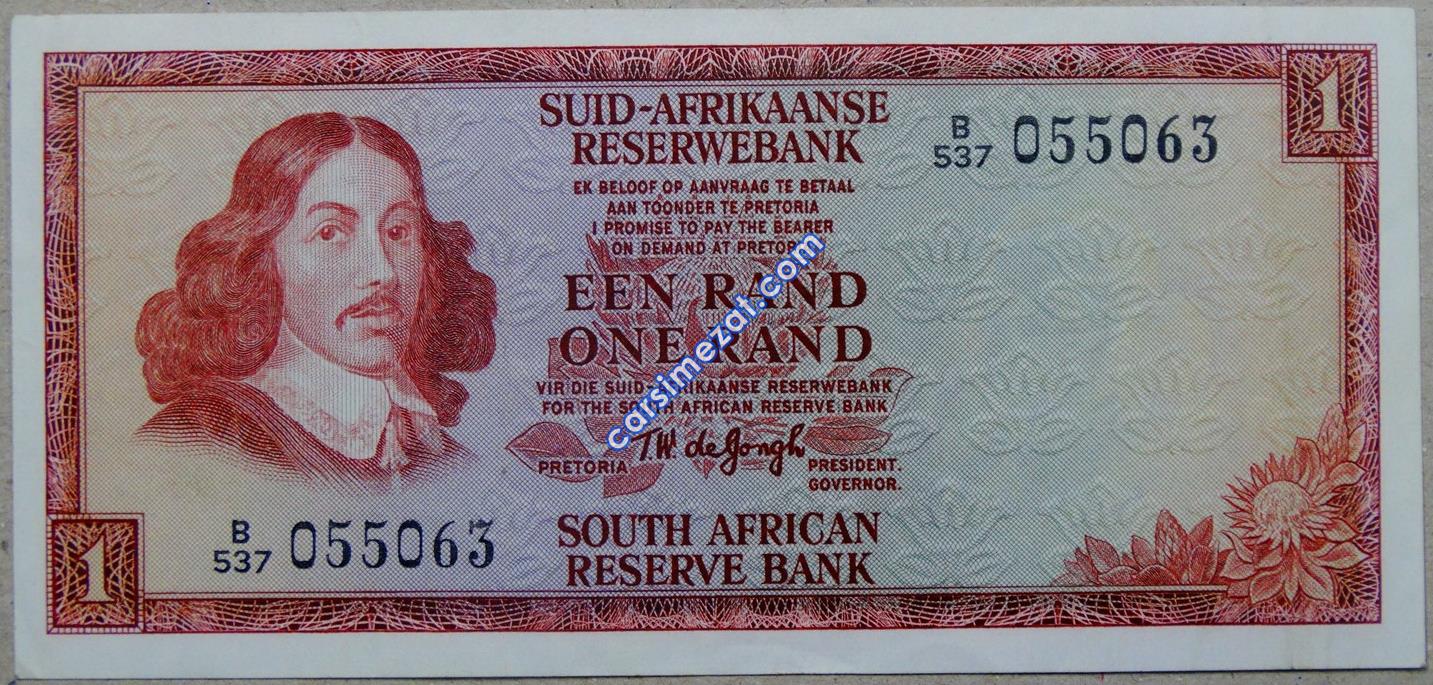 SUID-AFRIKAANSE
RESERWEBANK
B
537 055063
1
EK BELOOF OP AANVRAAG TE BETAAL
AAN TOONDER TE PRETORIA
I PROMISE TO PAY THE BEARER
ON DEMAND AT PRETORIA
EEN RAND
ONE RAND
VIR DIE SUID-AFRIKAANSE RESERWEBANK
FOR THE SOUTH AFRICAN RESERVE BANK
T.W. de Jongh
PRETORIA
PRESIDENT.
GOVERNOR.
carsimezat.com
1
B
537 055063
SOUTH AFRICAN
RESERVE BANK